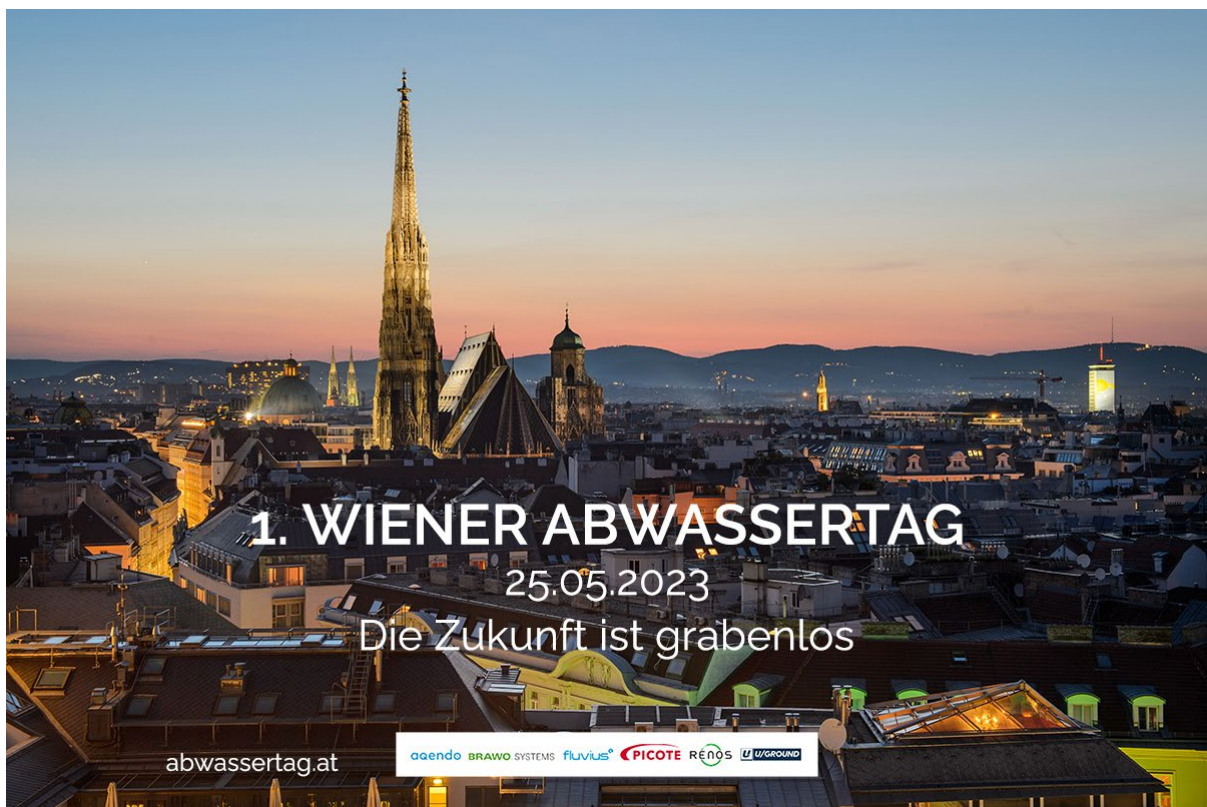 1. WIENER ABWASSERTAG
25.05.2023
Die Zukunft ist grabenlos
abwassertag.at
aqendo BRAWO SYSTEMS fluvius PICOTE RENOS U U/GROUND